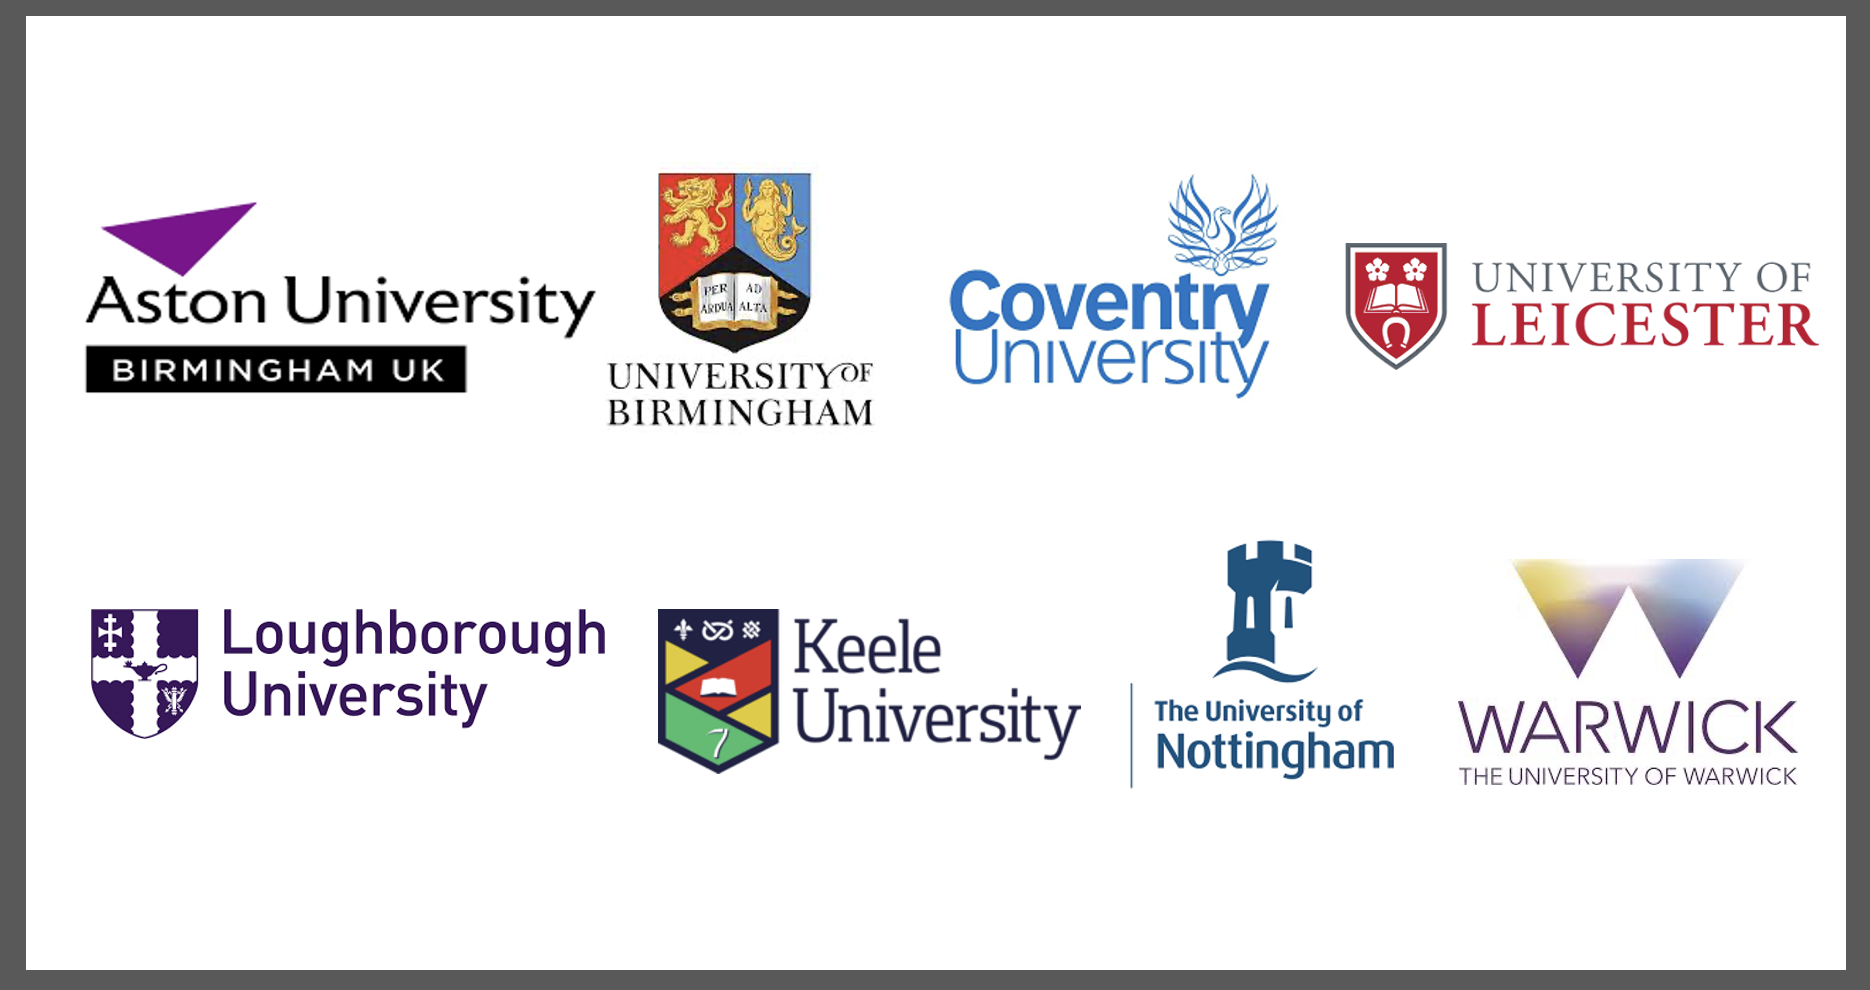 Aston University
BIRMINGHAM UK
PER AD
ARDUA ALTA
UNIVERSITY OF
BIRMINGHAM
Coventry
University
UNIVERSITY OF
LEICESTER
Loughborough
University
Keele
University
The University of
Nottingham
WARWICK
THE UNIVERSITY OF WARWICK